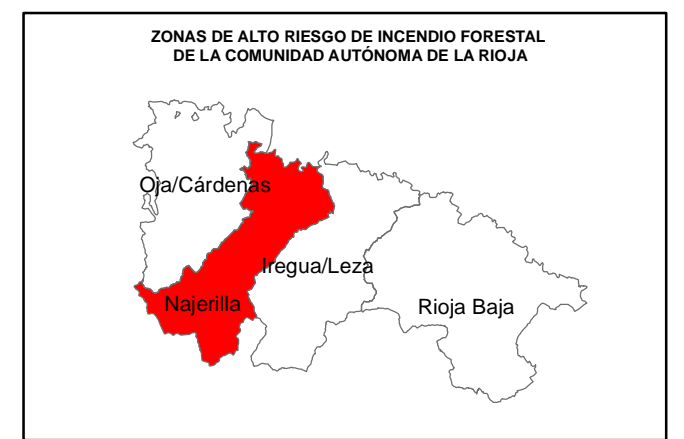 ZONAS DE ALTO RIESGO DE INCENDIO FORESTAL
DE LA COMUNIDAD AUTÓNOMA DE LA RIOJA
Oja/Cárdenas
Iregua/Leza
Najerilla
Rioja Baja